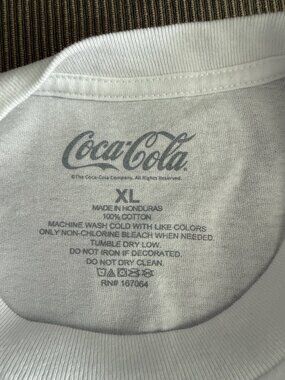 Coca-Cola
©The Coca-Cola Company. All Rights Reserved.
XL
MADE IN HONDURAS
100% COTTON
MACHINE WASH COLD WITH LIKE COLORS
ONLY NON-CHLORINE BLEACH WHEN NEEDED
TUMBLE DRY LOW.
DO NOT IRON IF DECORATED.
DO NOT DRY CLEAN.
RN# 167064